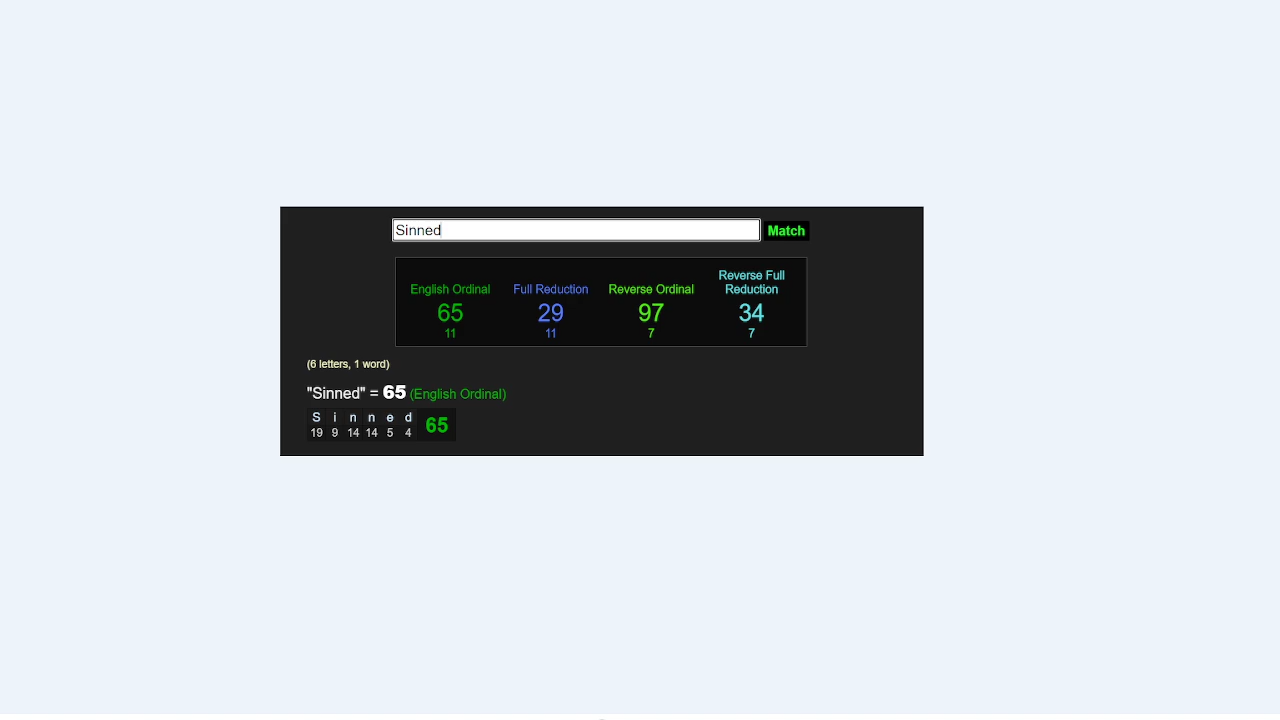 Sinned Match
English Ordinal Full Reduction Reverse Ordinal Reverse Full Reduction
65 29 97 34
11 11 7 7
(6 letters, 1 word)
"Sinned" = 65 (English Ordinal)
S i n n e d 65
19 9 14 14 5 4